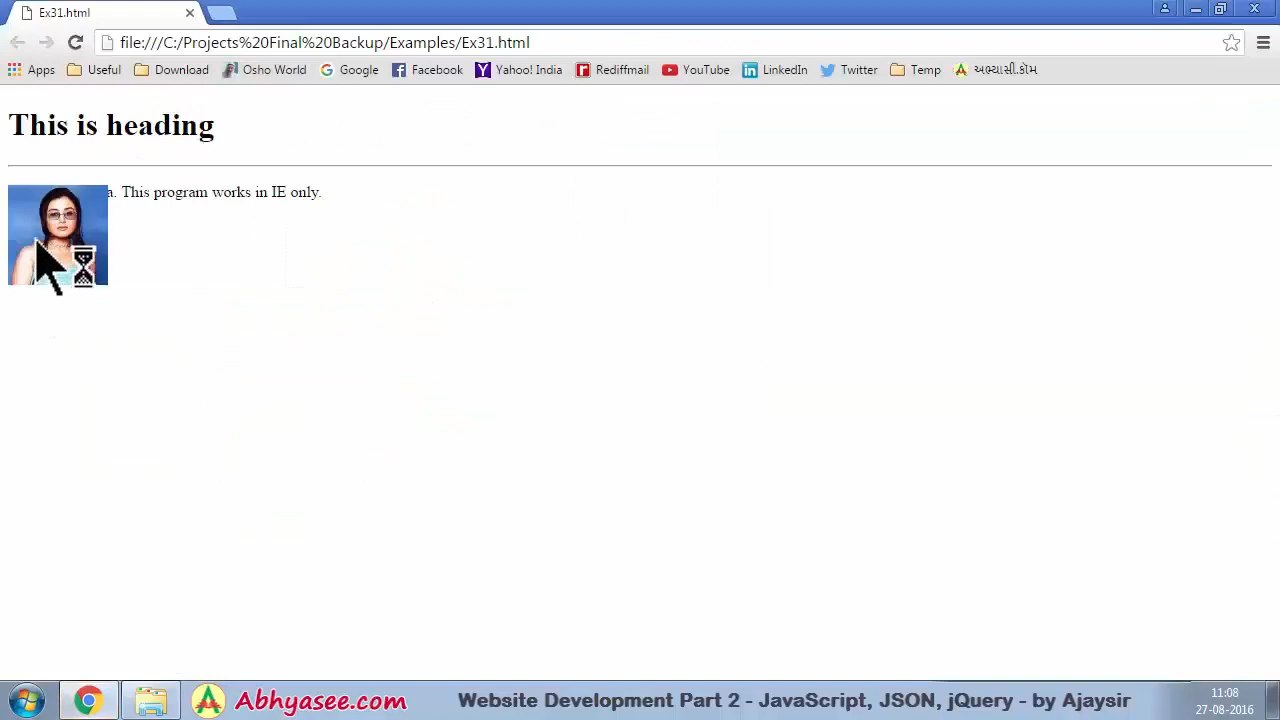 Ex31.html
file:///C:/Projects%20Final%20Backup/Examples/Ex31.html
Apps Useful Download Osho World Google Facebook Yahoo! India Rediffmail YouTube LinkedIn Twitter Temp અભ્યાસી.કૉમ
This is heading
a. This program works in IE only.
Abhyasee.com Website Development Part 2 - JavaScript, JSON, jQuery - by Ajaysir
11:08
27-08-2016